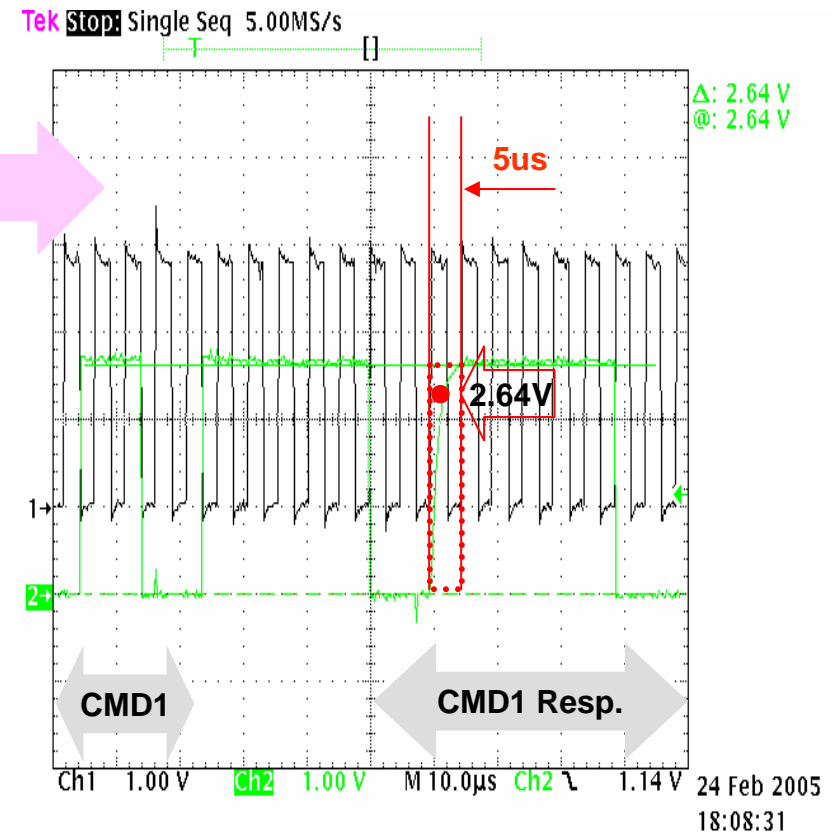 Tek Stop: Single Seq 5.00MS/s
T
[]
Δ: 2.64 V
@: 2.64 V
5us
2.64V
1→
2→
CMD1
CMD1 Resp.
Ch1 1.00 V Ch2 1.00 V M 10.0µs Ch2 1.14 V
24 Feb 2005
18:08:31